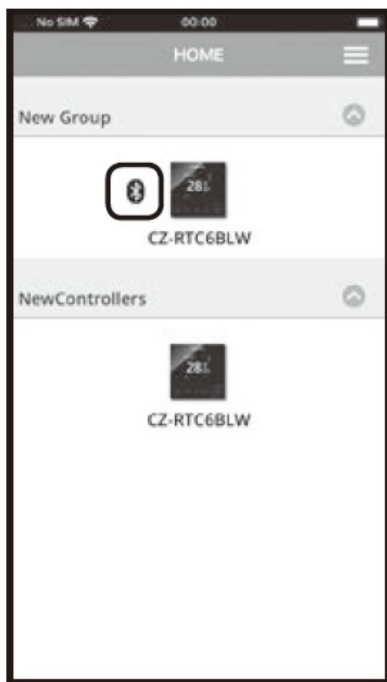 No SIM 00:00
HOME
New Group
28
CZ-RTC6BLW
NewControllers
28
CZ-RTC6BLW